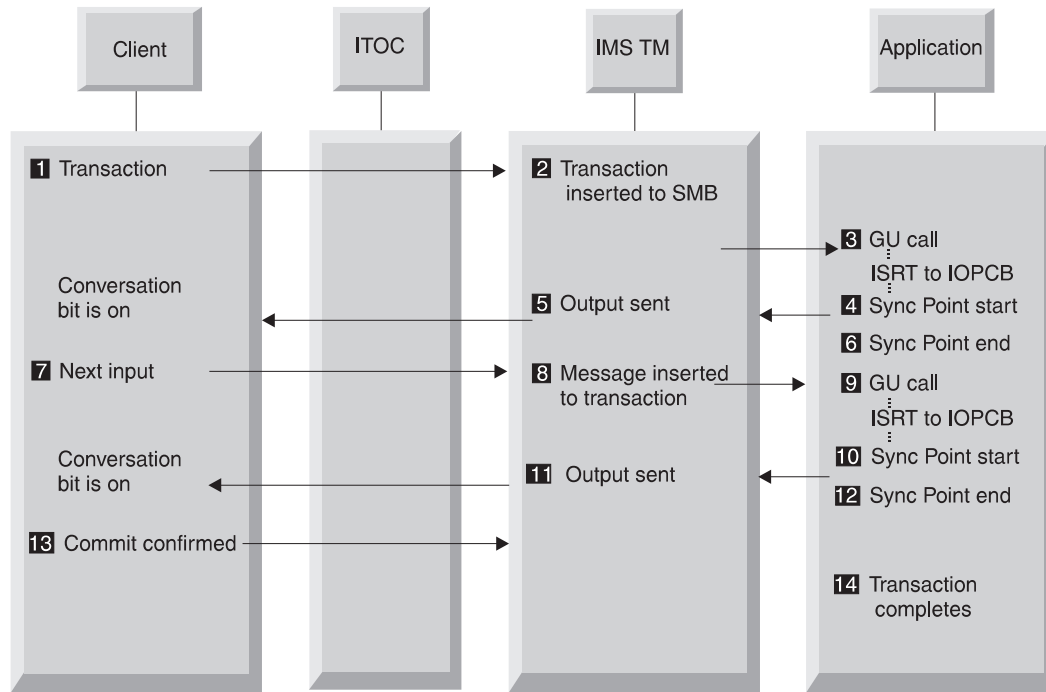 Client
ITOC
IMS TM
Application
1 Transaction
2 Transaction
inserted to SMB
3 GU call
ISRT to IOPCB
Conversation
bit is on
5 Output sent
4 Sync Point start
6 Sync Point end
7 Next input
8 Message inserted
to transaction
9 GU call
ISRT to IOPCB
Conversation
bit is on
11 Output sent
10 Sync Point start
12 Sync Point end
13 Commit confirmed
14 Transaction
completes